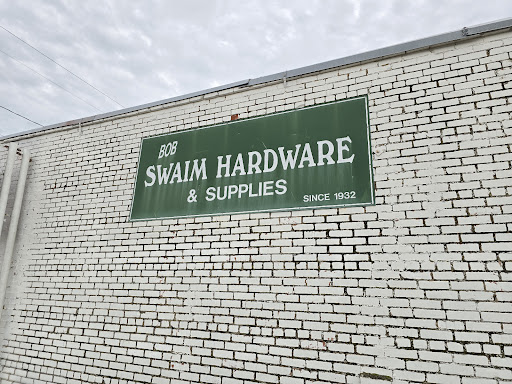 BOB
SWAIM HARDWARE
& SUPPLIES
SINCE 1932